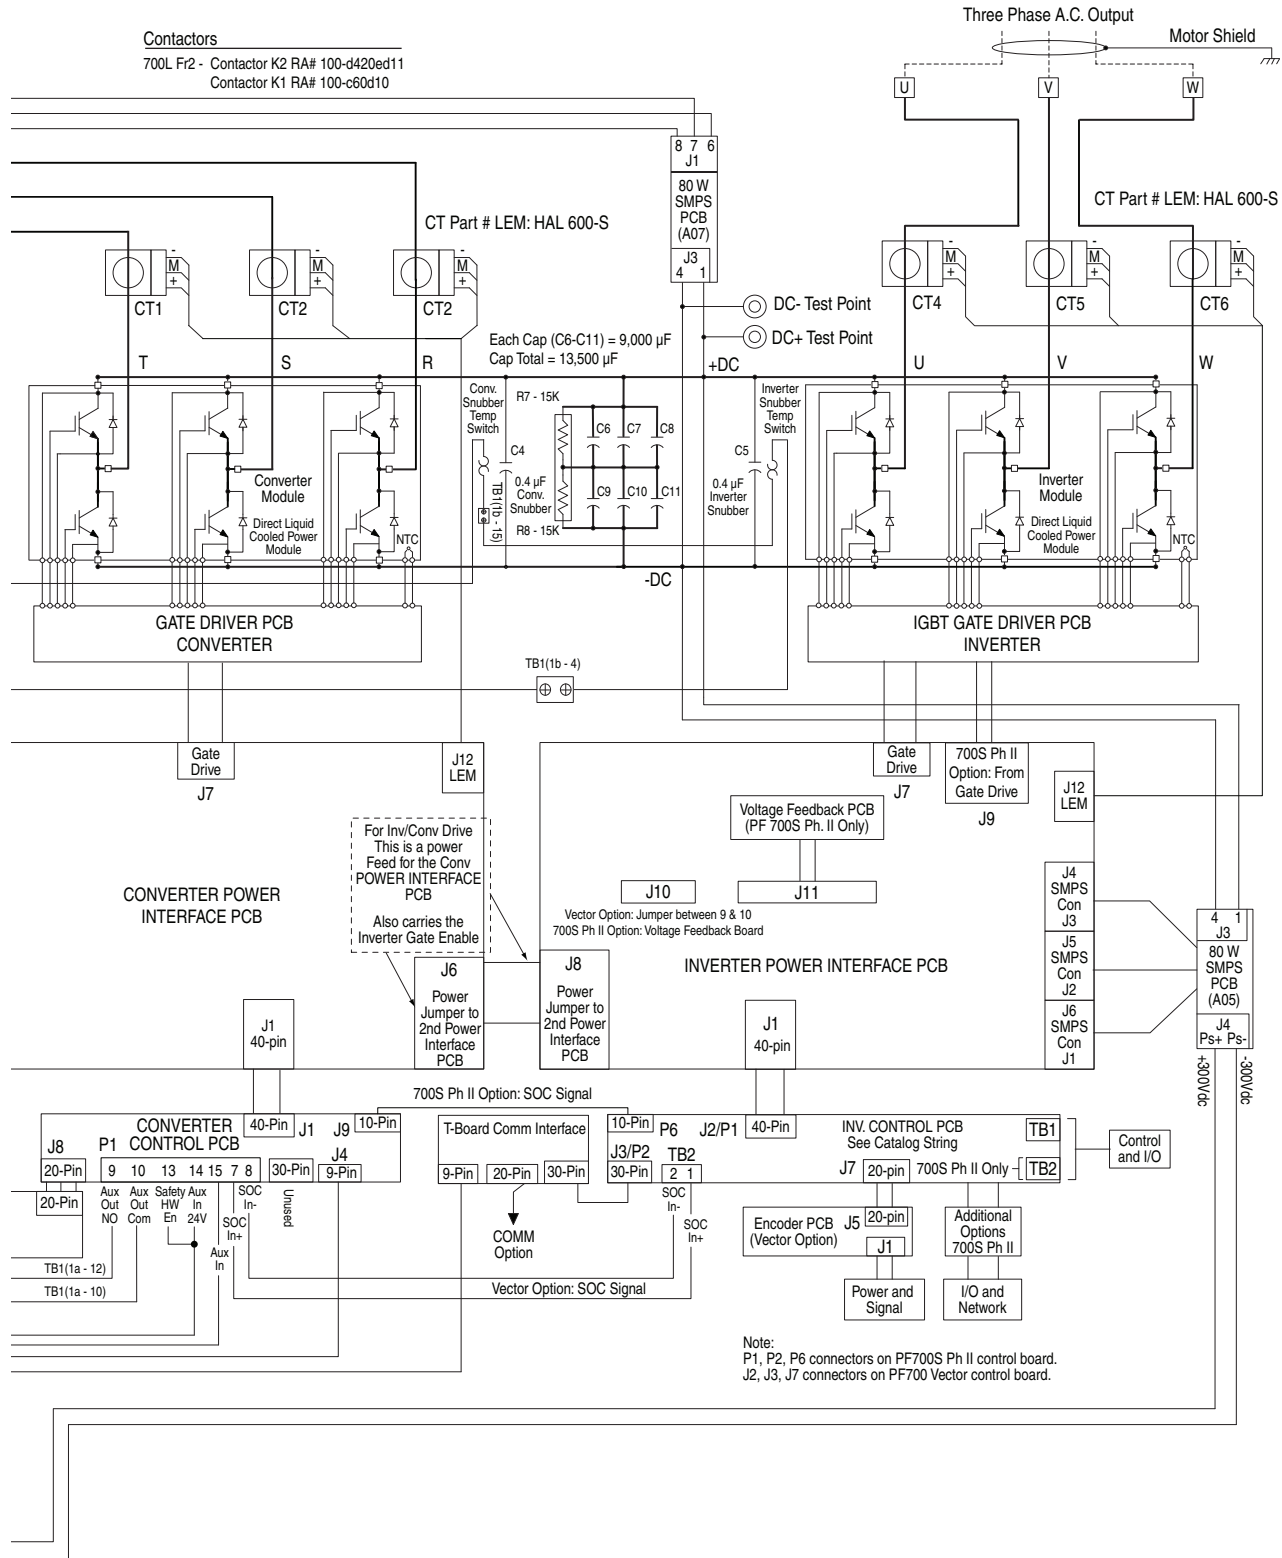 Three Phase A.C. Output
Motor Shield
Contactors
700L Fr2 - Contactor K2 RA# 100-d420ed11
Contactor K1 RA# 100-c60d10
U
V
W
8 7 6
J1
80 W
SMPS
PCB
(A07)
J3
4 1
CT Part # LEM: HAL 600-S
CT Part # LEM: HAL 600-S
-
M
+
CT1
-
M
+
CT2
-
M
+
CT2
-
M
+
CT4
-
M
+
CT5
-
M
+
CT6
DC- Test Point
DC+ Test Point
Each Cap (C6-C11) = 9,000 µF
Cap Total = 13,500 µF
T
S
R
+DC
U
V
W
Conv.
Snubber
Temp
Switch
R7 - 15K
C6
C7
C8
C4
0.4 µF
Conv.
Snubber
TB1(1b - 15)
C9
C10
C11
R8 - 15K
Inverter
Snubber
Temp
Switch
C5
0.4 µF
Inverter
Snubber
Converter
Module
Direct Liquid
Cooled Power
Module
NTC
Inverter
Module
Direct Liquid
Cooled Power
Module
NTC
-DC
GATE DRIVER PCB
CONVERTER
IGBT GATE DRIVER PCB
INVERTER
TB1(1b - 4)
Gate
Drive
J7
J12
LEM
Gate
Drive
J7
700S Ph II
Option: From
Gate Drive
J9
J12
LEM
For Inv/Conv Drive
This is a power
Feed for the Conv
POWER INTERFACE
PCB
Also carries the
Inverter Gate Enable
Voltage Feedback PCB
(PF 700S Ph. II Only)
J10
J11
Vector Option: Jumper between 9 & 10
700S Ph II Option: Voltage Feedback Board
CONVERTER POWER
INTERFACE PCB
INVERTER POWER INTERFACE PCB
J4
SMPS
Con
J3
J5
SMPS
Con
J2
J6
SMPS
Con
J1
4 1
J3
80 W
SMPS
PCB
(A05)
J4
Ps+ Ps-
+300Vdc
-300Vdc
J6
Power
Jumper to
2nd Power
Interface
PCB
J8
Power
Jumper to
2nd Power
Interface
PCB
J1
40-pin
J1
40-pin
700S Ph II Option: SOC Signal
CONVERTER
CONTROL PCB
40-Pin
J1
J9
10-Pin
J8
20-Pin
20-Pin
P1
9 10 13 14 15 7 8
30-Pin
Unused
J4
9-Pin
Aux
Out
NO
Aux
Out
Com
Safety
HW
En
Aux
In
24V
Aux
In
SOC
In+
SOC
In-
T-Board Comm Interface
9-Pin
20-Pin
30-Pin
COMM
Option
10-Pin
P6
J2/P1
40-Pin
J3/P2
30-Pin
TB2
2 1
SOC
In-
SOC
In+
INV. CONTROL PCB
See Catalog String
J7
20-pin
700S Ph II Only
TB1
TB2
Control
and I/O
Encoder PCB
(Vector Option)
J5
20-pin
J1
Additional
Options
700S Ph II
Power and
Signal
I/O and
Network
TB1(1a - 12)
TB1(1a - 10)
Vector Option: SOC Signal
Note:
P1, P2, P6 connectors on PF700S Ph II control board.
J2, J3, J7 connectors on PF700 Vector control board.